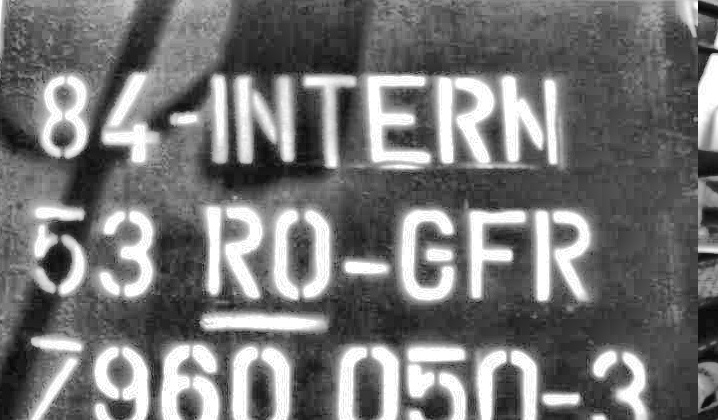 84-INTERN
53 RO-GFR
7960 050-3